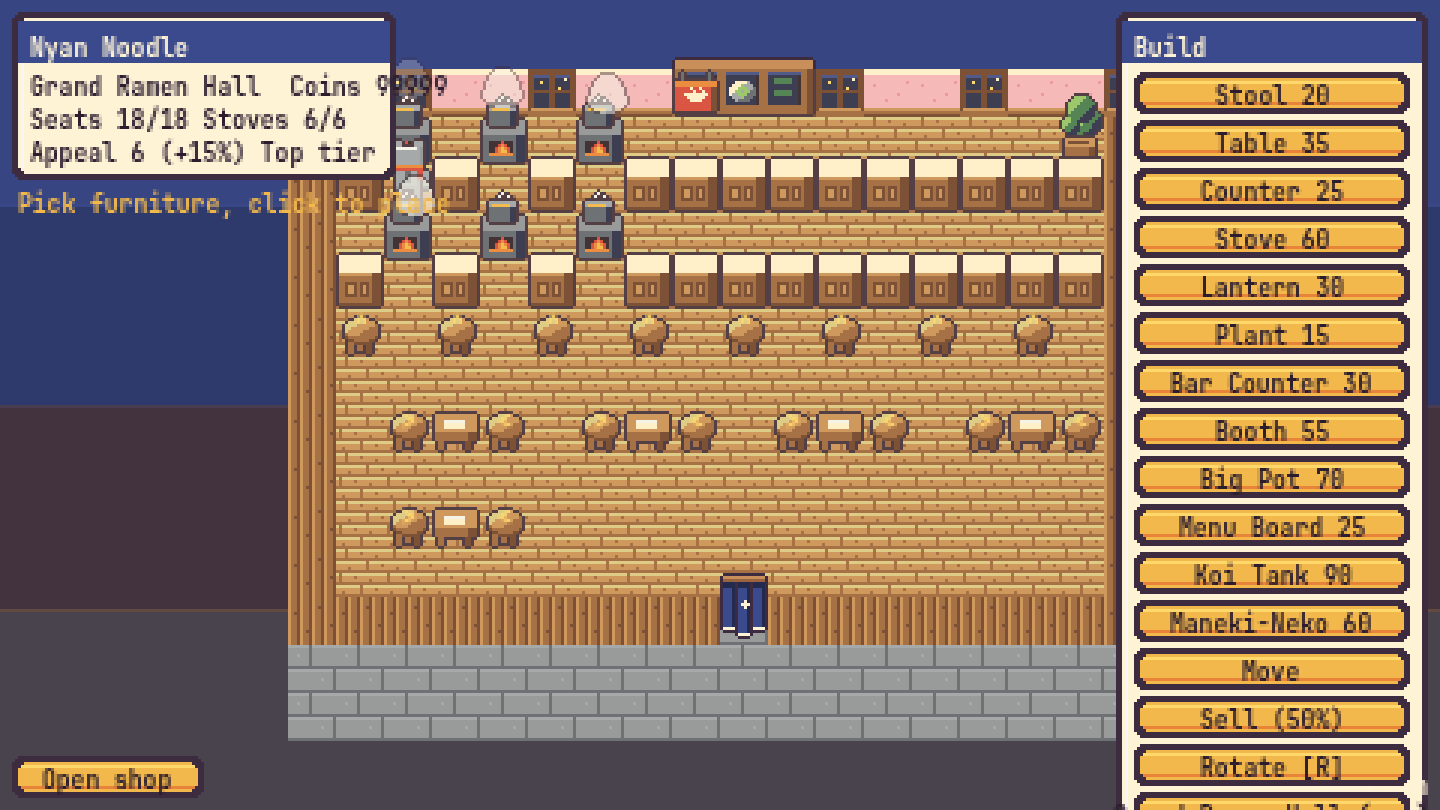 Nyan Noodle
Grand Ramen Hall Coins 99999
Seats 18/18 Stoves 6/6
Appeal 6 (+15%) Top tier
Pick furniture, click to place
Open shop
Build
Stool 20
Table 35
Counter 25
Stove 60
Lantern 30
Plant 15
Bar Counter 30
Booth 55
Big Pot 70
Menu Board 25
Koi Tank 90
Maneki-Neko 60
Move
Sell (50%)
Rotate [R]